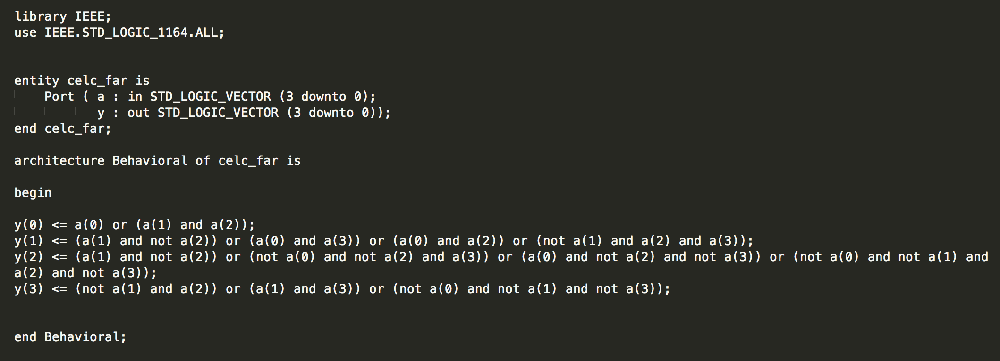 library IEEE;
use IEEE.STD_LOGIC_1164.ALL;
entity celc_far is
Port ( a : in STD_LOGIC_VECTOR (3 downto 0);
y : out STD_LOGIC_VECTOR (3 downto 0));
end celc_far;
architecture Behavioral of celc_far is
begin
y(0) <= a(0) or (a(1) and a(2));
y(1) <= (a(1) and not a(2)) or (a(0) and a(3)) or (a(0) and a(2)) or (not a(1) and a(2) and a(3));
y(2) <= (a(1) and not a(2)) or (not a(0) and not a(2) and a(3)) or (a(0) and not a(2) and not a(3)) or (not a(0) and not a(1) and
a(2) and not a(3));
y(3) <= (not a(1) and a(2)) or (a(1) and a(3)) or (not a(0) and not a(1) and not a(3));
end Behavioral;